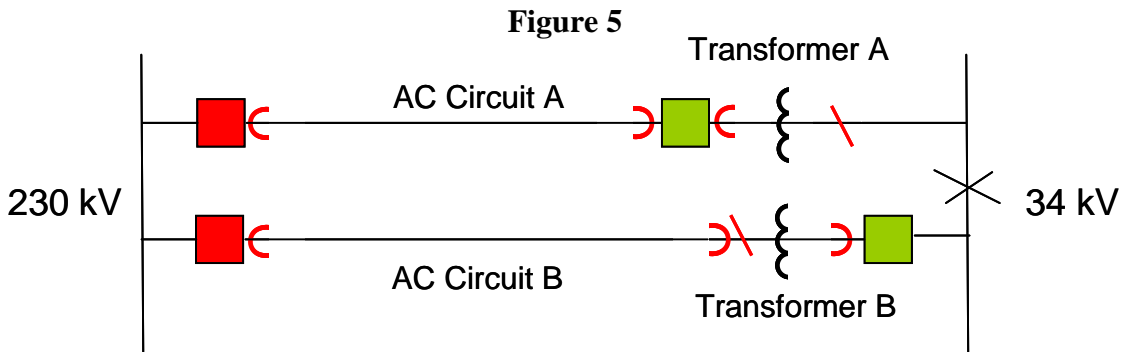 Figure 5
Transformer A
AC Circuit A
230 kV
34 kV
AC Circuit B
Transformer B